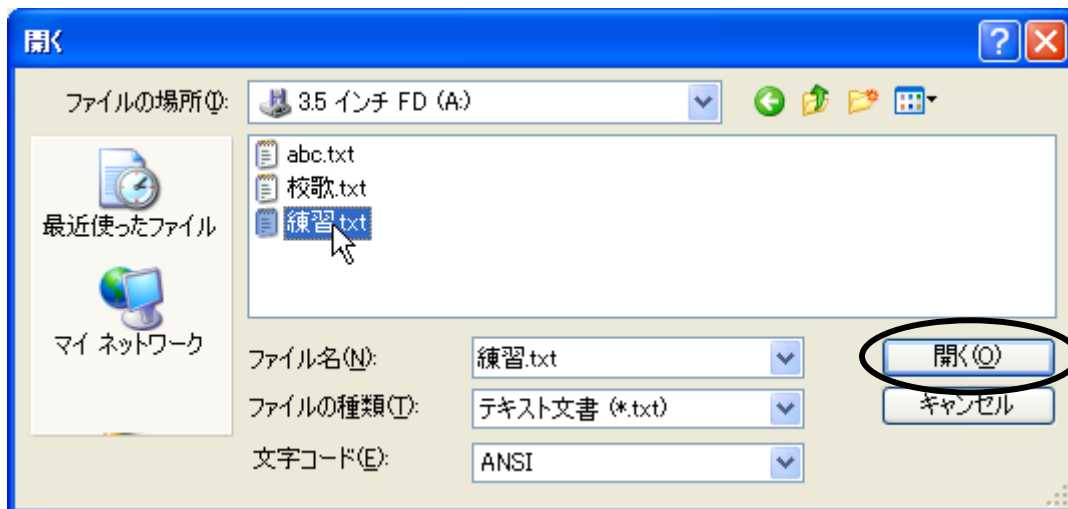 開く
ファイルの場所(I):
3.5 インチ FD (A:)
abc.txt
校歌.txt
練習.txt
最近使ったファイル
マイ ネットワーク
ファイル名(N):
練習.txt
開く(O)
ファイルの種類(T):
テキスト文書 (*.txt)
キャンセル
文字コード(E):
ANSI